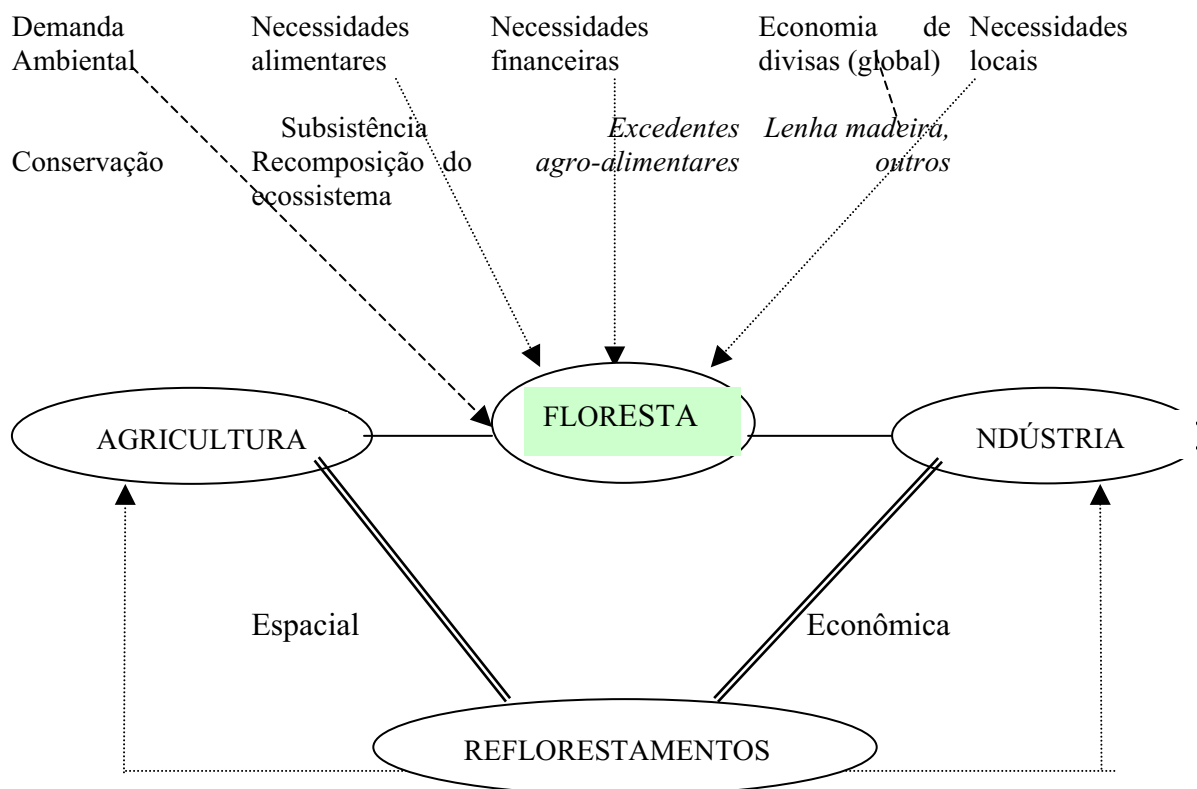 Demanda Ambiental
Necessidades alimentares
Necessidades financeiras
Economia de divisas (global)
Necessidades locais
Conservação
Subsistência
Recomposição do ecossistema
Excedentes agro-alimentares
Lenha madeira, outros
AGRICULTURA
FLORESTA
NDÚSTRIA
Espacial
Econômica
REFLORESTAMENTOS